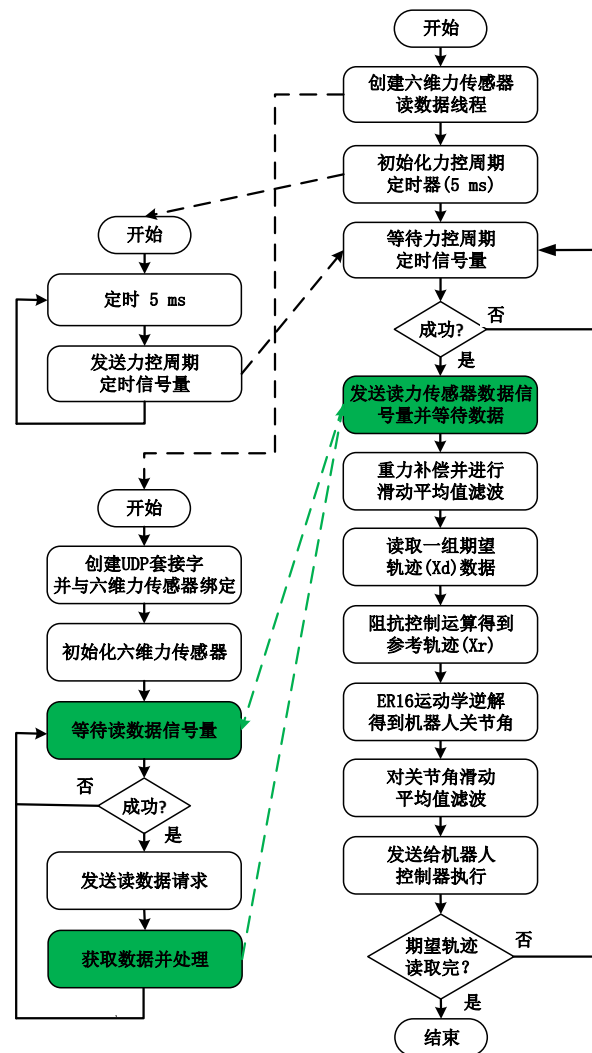 开始
创建六维力传感器
读数据线程
初始化力控周期
定时器(5 ms)
等待力控周期
定时信号量
成功?
否
是
发送读力传感器数据信
号量并等待数据
重力补偿并进行
滑动平均值滤波
读取一组期望
轨迹(Xd)数据
阻抗控制运算得到
参考轨迹(Xr)
ER16运动学逆解
得到机器人关节角
对关节角滑动
平均值滤波
发送给机器人
控制器执行
期望轨迹
读取完?
否
是
结束
开始
定时 5 ms
发送力控周期
定时信号量
开始
创建UDP套接字
并与六维力传感器绑定
初始化六维力传感器
等待读数据信号量
否
成功?
是
发送读数据请求
获取数据并处理